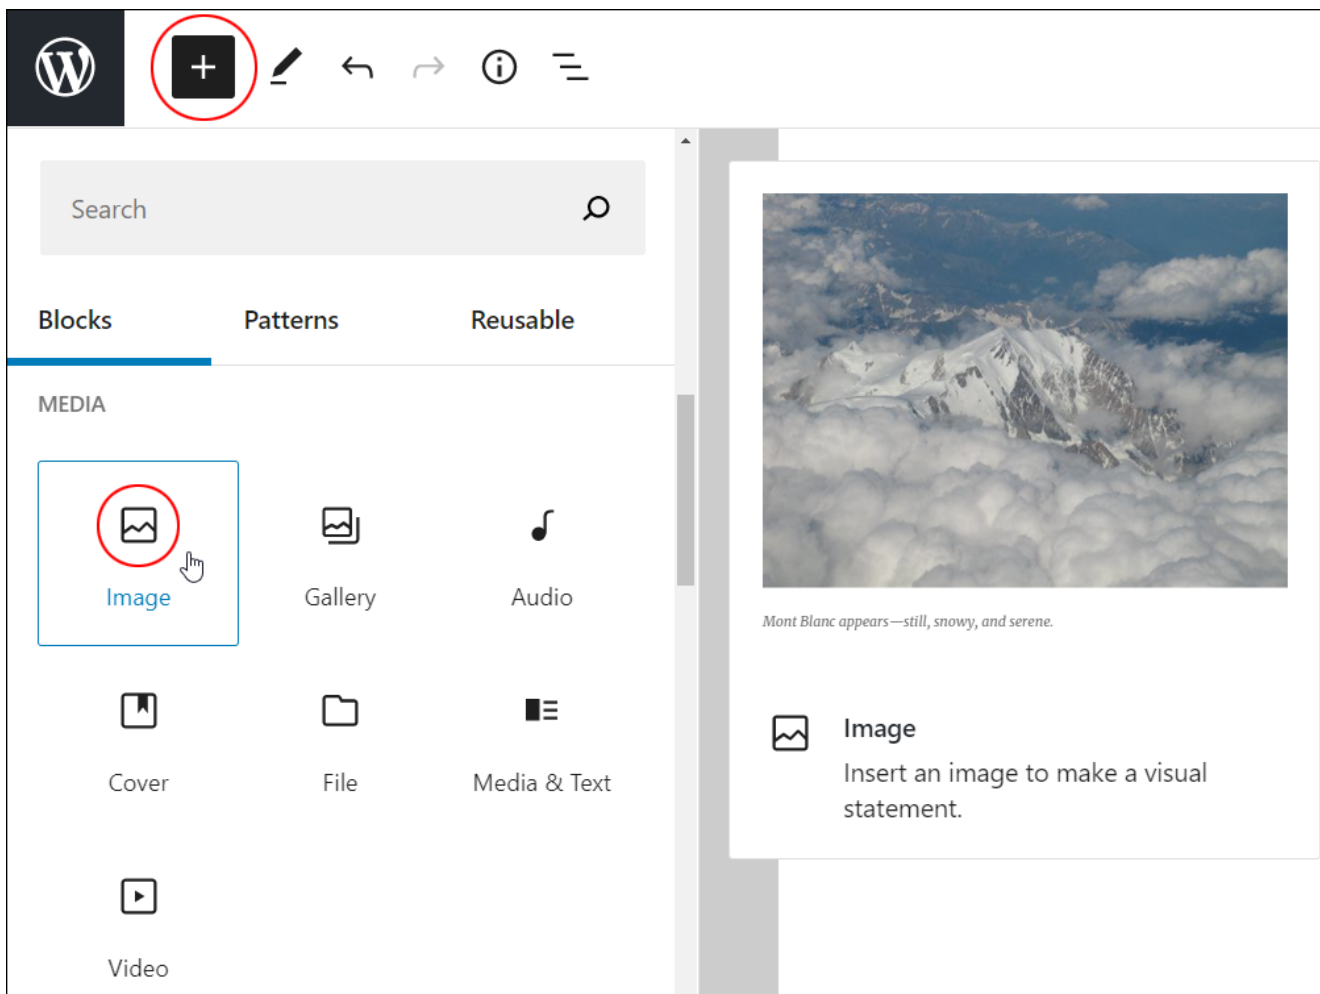 Search
Blocks Patterns Reusable
MEDIA
Image Gallery Audio
Cover File Media & Text
Video
Mont Blanc appears—still, snowy, and serene.
Image
Insert an image to make a visual
statement.